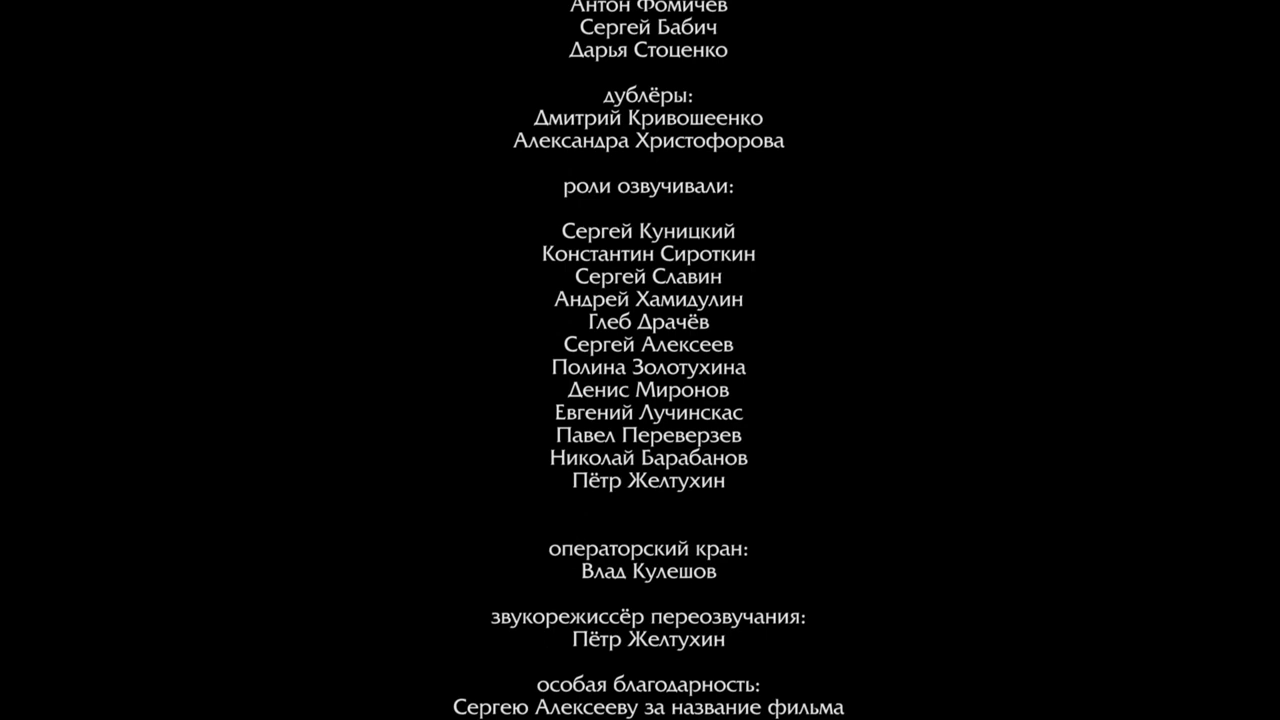 Антон Фомичев
Сергей Бабич
Дарья Стоценко
дублёры:
Дмитрий Кривошеенко
Александра Христофорова
роли озвучивали:
Сергей Куницкий
Константин Сироткин
Сергей Славин
Андрей Хамидулин
Глеб Драчёв
Сергей Алексеев
Полина Золотухина
Денис Миронов
Евгений Лучинскас
Павел Переверзев
Николай Барабанов
Пётр Желтухин
операторский кран:
Влад Кулешов
звукорежиссёр переозвучания:
Пётр Желтухин
особая благодарность:
Сергею Алексееву за название фильма